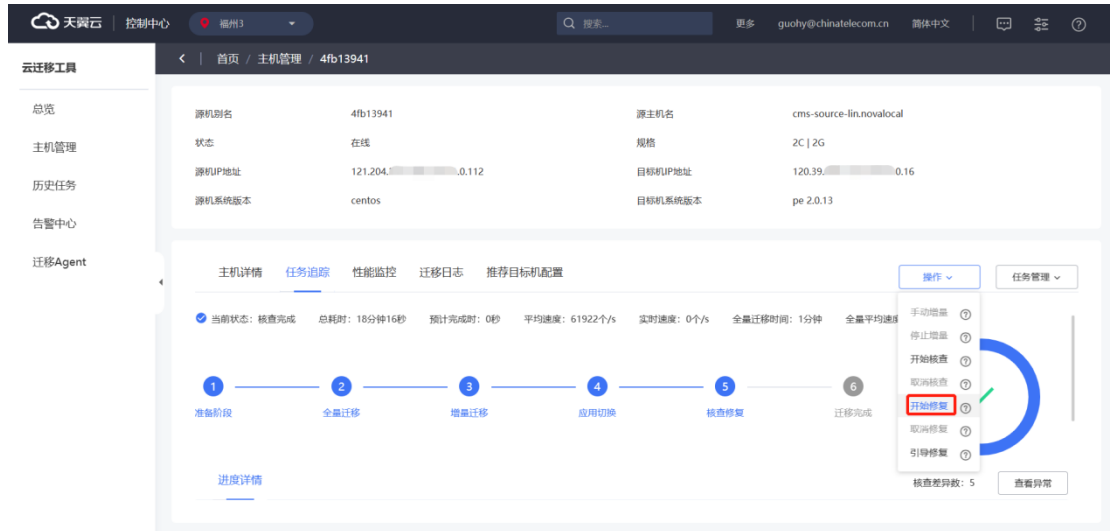 天翼云 控制中心 福州3 搜索... 更多 guohy@chinatelecom.cn 简体中文
云迁移工具
总览
主机管理
历史任务
告警中心
迁移Agent
首页 / 主机管理 / 4fb13941
源机别名 4fb13941 源主机名 cms-source-lin.novalocal
状态 在线 规格 2C | 2G
源机IP地址 121.204. .0.112 目标机IP地址 120.39. 0.16
源机系统版本 centos 目标机系统版本 pe 2.0.13
主机详情 任务追踪 性能监控 迁移日志 推荐目标机配置 操作 任务管理
当前状态：核查完成 总耗时：18分钟16秒 预计完成时：0秒 平均速度：61922个/s 实时速度：0个/s 全量迁移时间：1分钟 全量平均速
手动增量
停止增量
开始核查
取消核查
开始修复
取消修复
引导修复
1 2 3 4 5 6
准备阶段 全量迁移 增量迁移 应用切换 核查修复 迁移完成
进度详情 核查差异数：5 查看异常